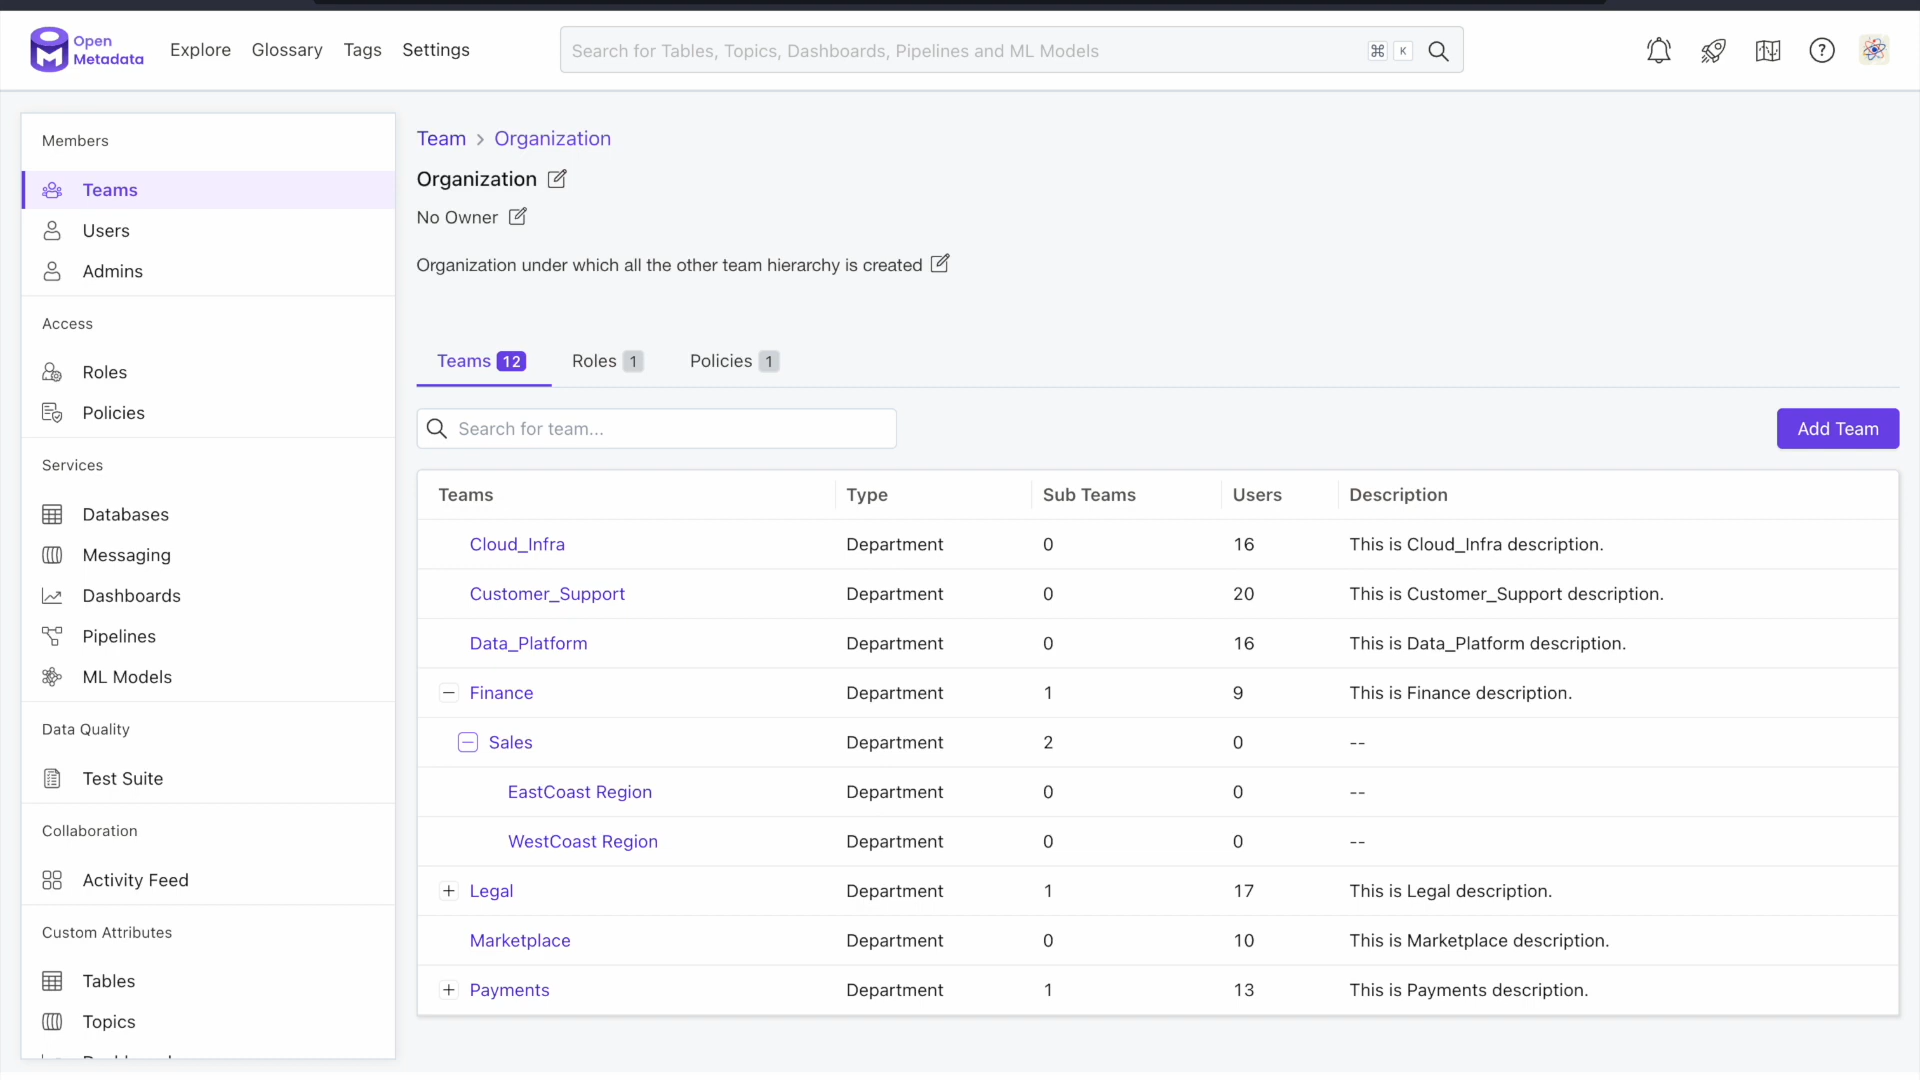 Open
Metadata
Explore Glossary Tags Settings
Search for Tables, Topics, Dashboards, Pipelines and ML Models
⌘ K
?
Members
Teams
Users
Admins
Access
Roles
Policies
Services
Databases
Messaging
Dashboards
Pipelines
ML Models
Data Quality
Test Suite
Collaboration
Activity Feed
Custom Attributes
Tables
Topics
Team > Organization
Organization
No Owner
Organization under which all the other team hierarchy is created
Teams 12 Roles 1 Policies 1
Search for team...
Add Team
Teams Type Sub Teams Users Description
Cloud_Infra Department 0 16 This is Cloud_Infra description.
Customer_Support Department 0 20 This is Customer_Support description.
Data_Platform Department 0 16 This is Data_Platform description.
Finance Department 1 9 This is Finance description.
Sales Department 2 0 --
EastCoast Region Department 0 0 --
WestCoast Region Department 0 0 --
Legal Department 1 17 This is Legal description.
Marketplace Department 0 10 This is Marketplace description.
Payments Department 1 13 This is Payments description.